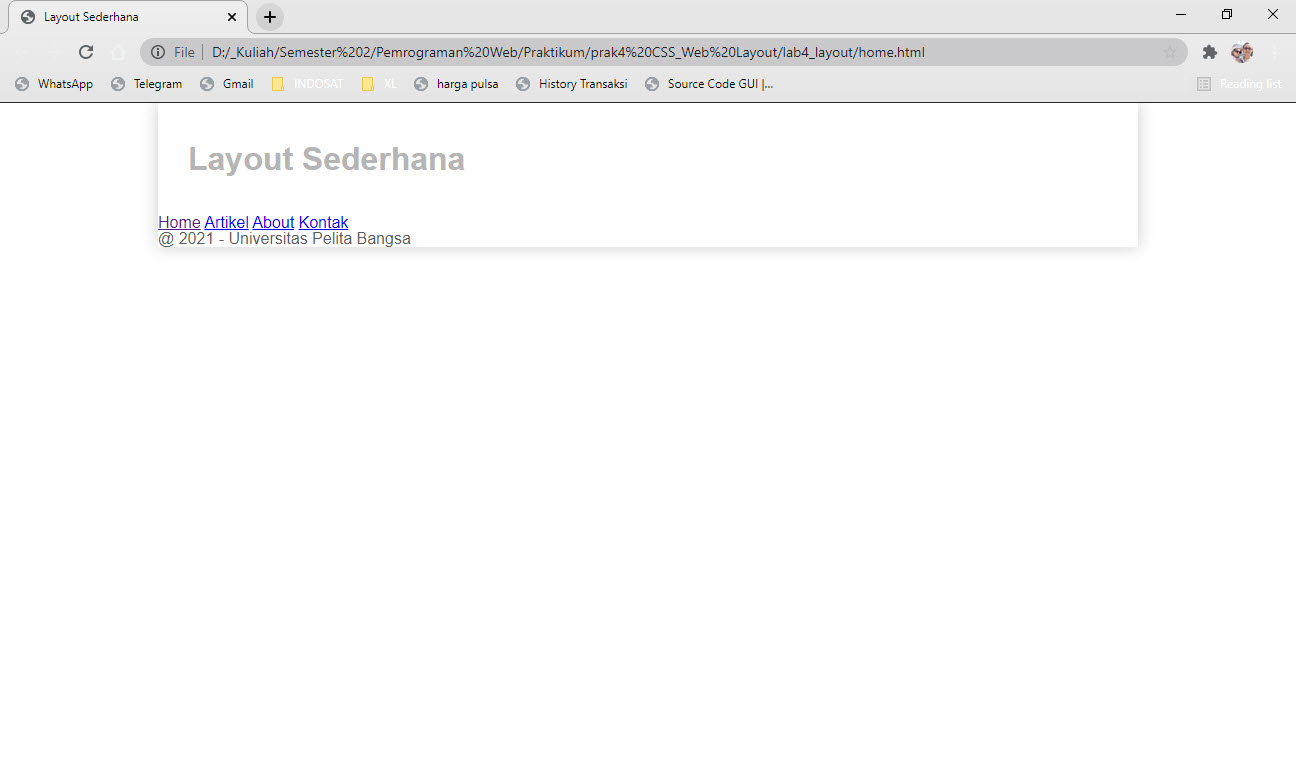 Layout Sederhana
File D:/_Kuliah/Semester%202/Pemrograman%20Web/Praktikum/prak4%20CSS_Web%20Layout/lab4_layout/home.html
WhatsApp Telegram Gmail INDOSAT XL harga pulsa History Transaksi Source Code GUI |... Reading list
Layout Sederhana
Home Artikel About Kontak
@ 2021 - Universitas Pelita Bangsa